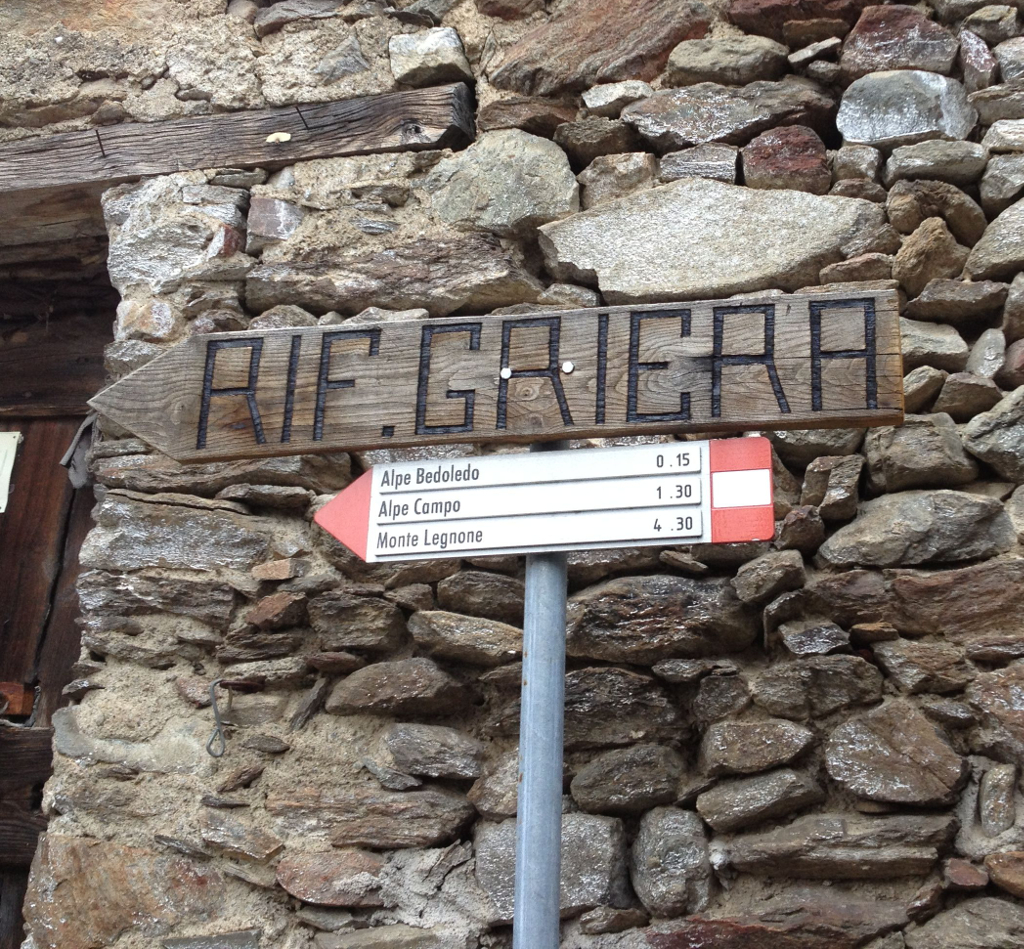 RIF. GRIERA
Alpe Bedoledo 0.15
Alpe Campo 1.30
Monte Legnone 4.30